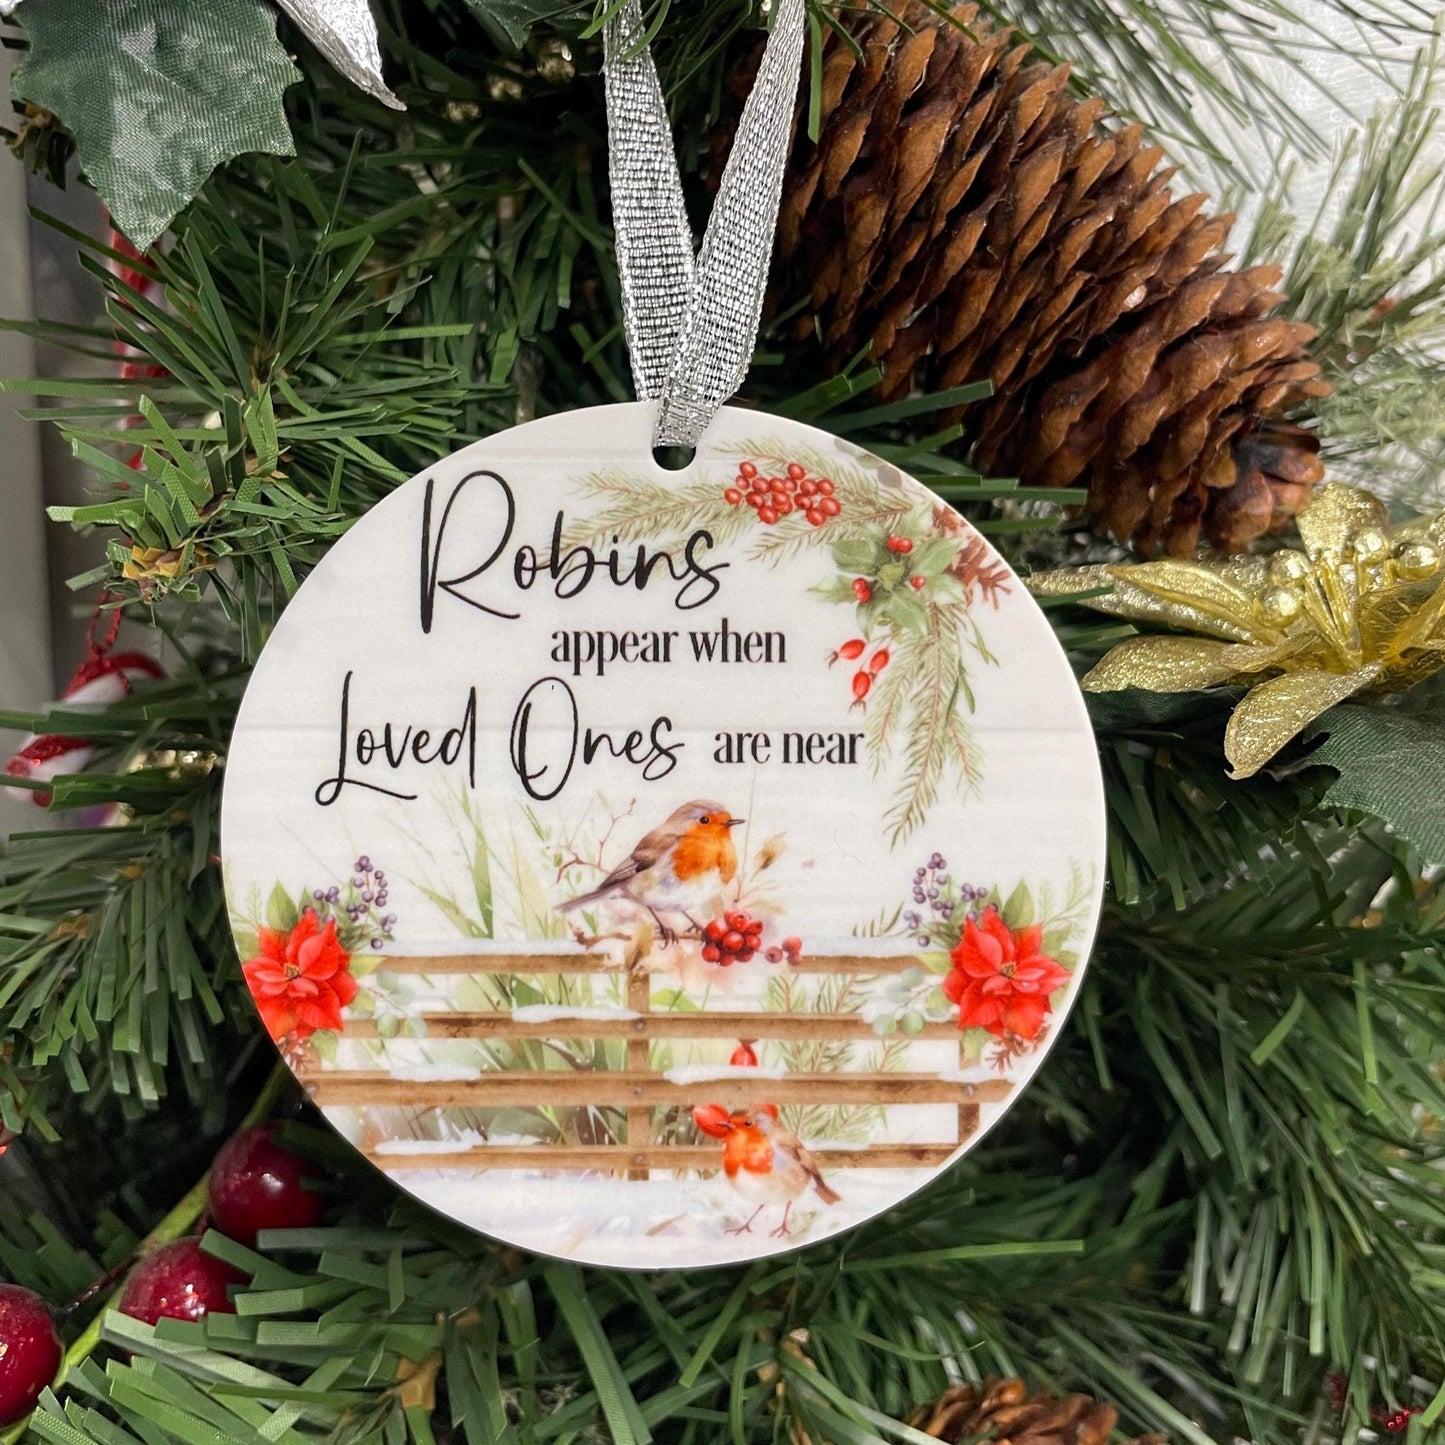 Robins
appear when
Loved Ones are near